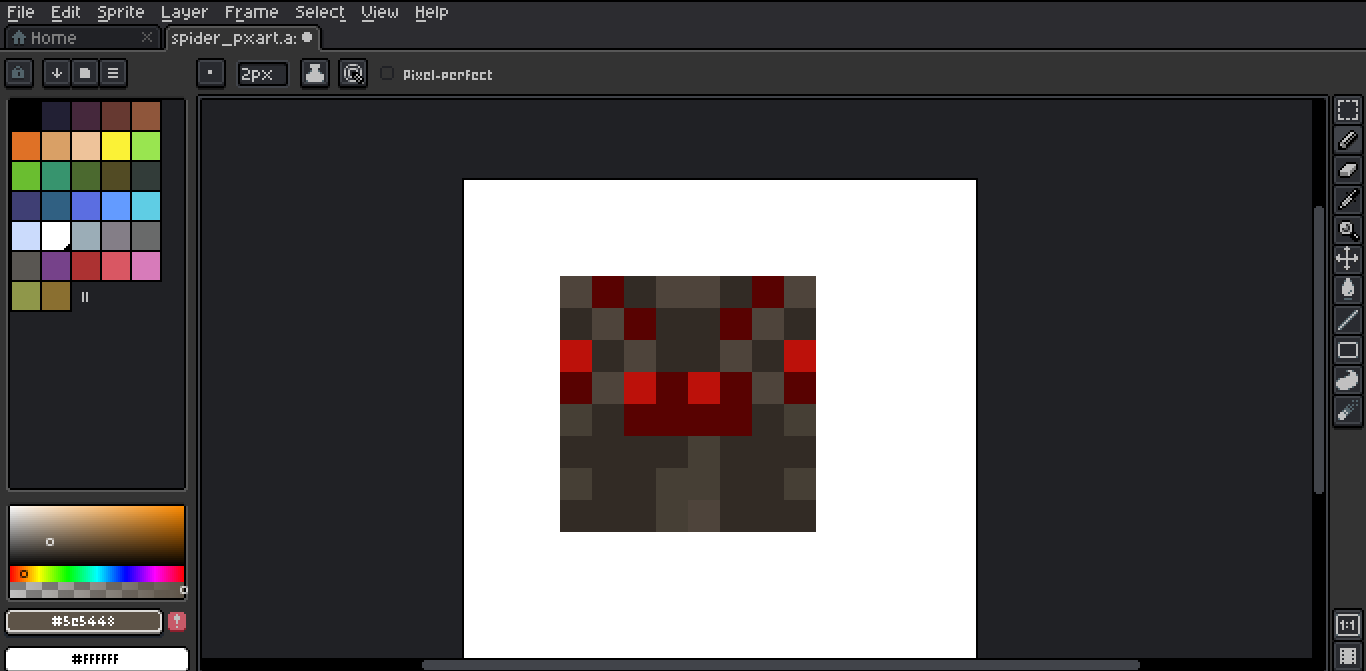 File Edit Sprite Layer Frame Select View Help
Home spider_pxart.a:
2px Pixel-perfect
#5c5448
#FFFFFF
1:1